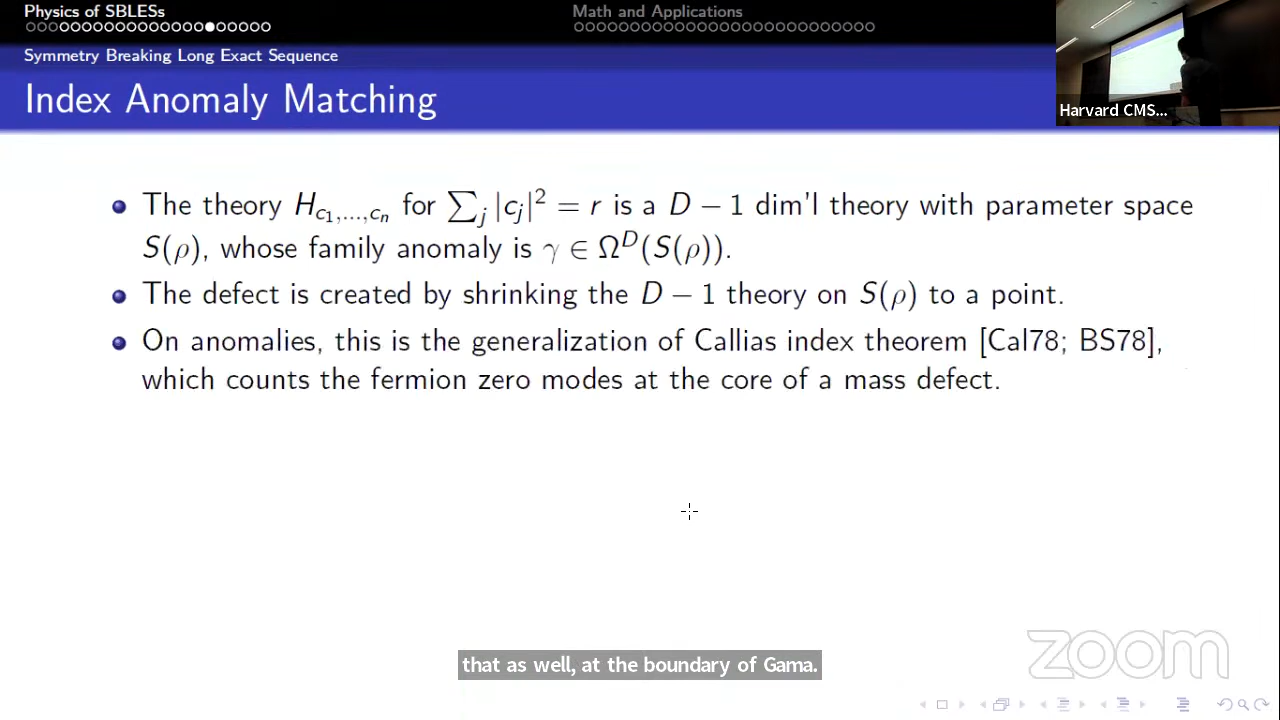 Physics of SBLESs
Math and Applications
Symmetry Breaking Long Exact Sequence
Index Anomaly Matching
Harvard CMS...
The theory H_{c_1,...,c_n} for ∑_j |c_j|^2 = r is a D − 1 dim'l theory with parameter space
S(ρ), whose family anomaly is γ ∈ Ω^D(S(ρ)).
The defect is created by shrinking the D − 1 theory on S(ρ) to a point.
On anomalies, this is the generalization of Callias index theorem [Cal78; BS78],
which counts the fermion zero modes at the core of a mass defect.
that as well, at the boundary of Gama.
zoom